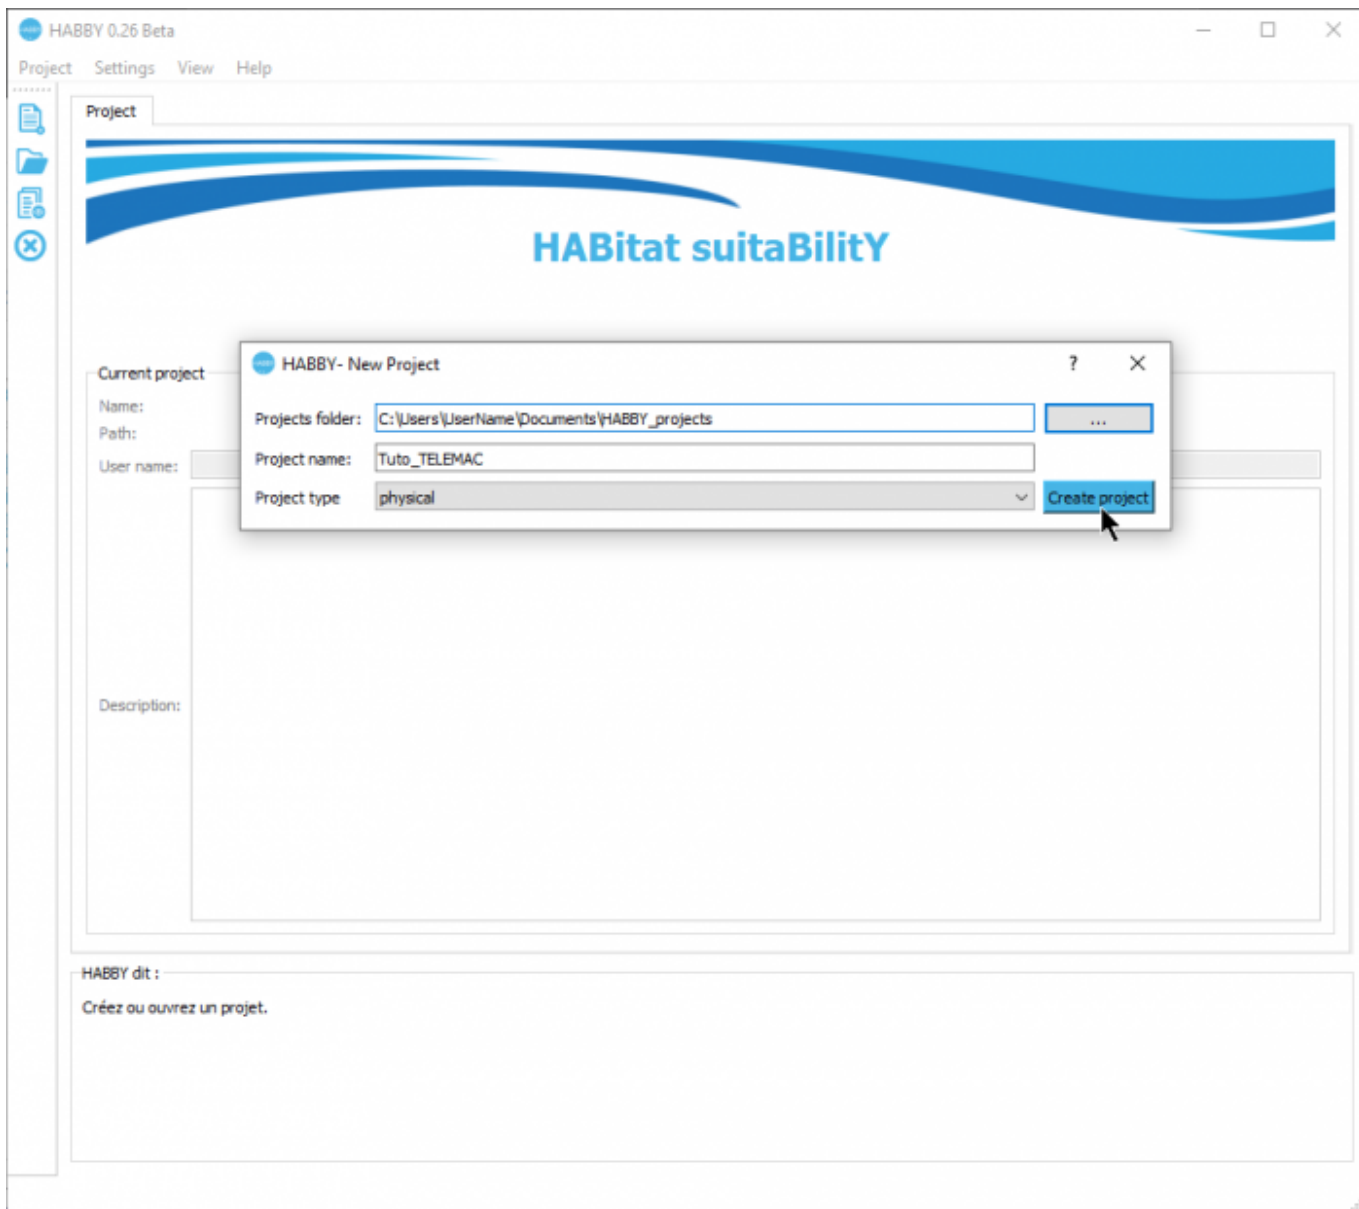 HABBY 0.26 Beta
Project Settings View Help
Project
HABitat suitaBilitY
HABBY- New Project ?
Projects folder: C:\Users\UserName\Documents\HABBY_projects ...
Project name: Tuto_TELEMAC
Project type physical Create project
Current project
Name:
Path:
User name:
Description:
HABBY dit :
Créez ou ouvrez un projet.